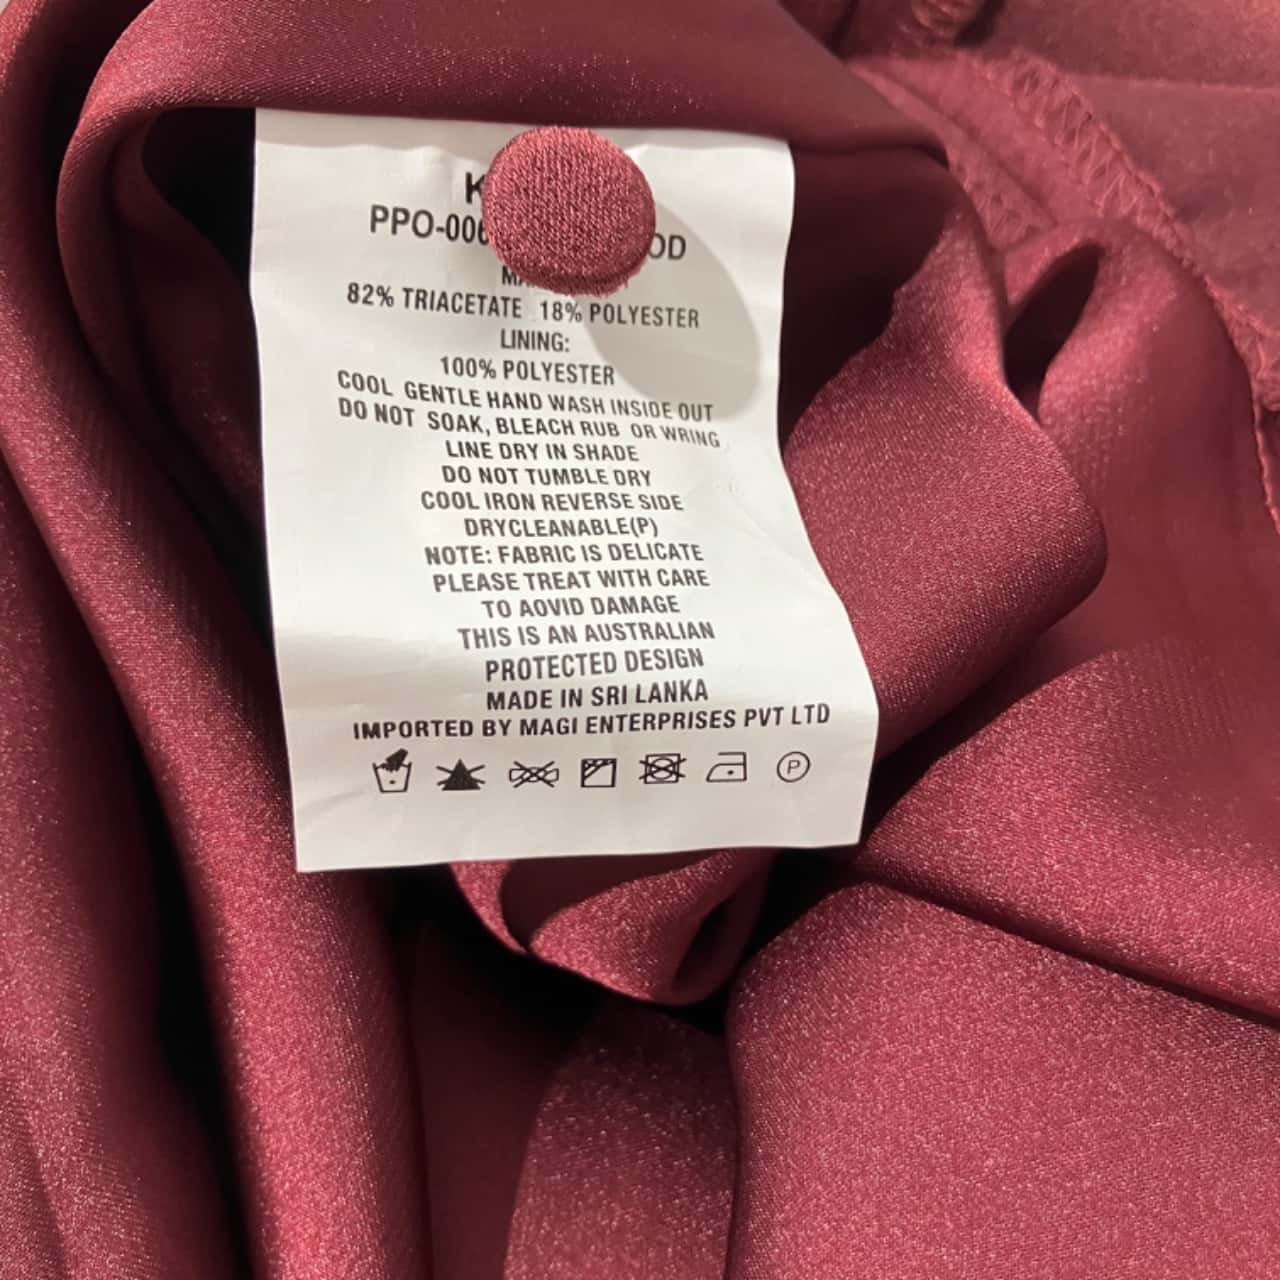 PPO-006
82% TRIACETATE 18% POLYESTER
LINING:
100% POLYESTER
COOL GENTLE HAND WASH INSIDE OUT
DO NOT SOAK, BLEACH RUB OR WRING
LINE DRY IN SHADE
DO NOT TUMBLE DRY
COOL IRON REVERSE SIDE
DRYCLEANABLE(P)
NOTE: FABRIC IS DELICATE
PLEASE TREAT WITH CARE
TO AOVID DAMAGE
THIS IS AN AUSTRALIAN
PROTECTED DESIGN
MADE IN SRI LANKA
IMPORTED BY MAGI ENTERPRISES PVT LTD
P